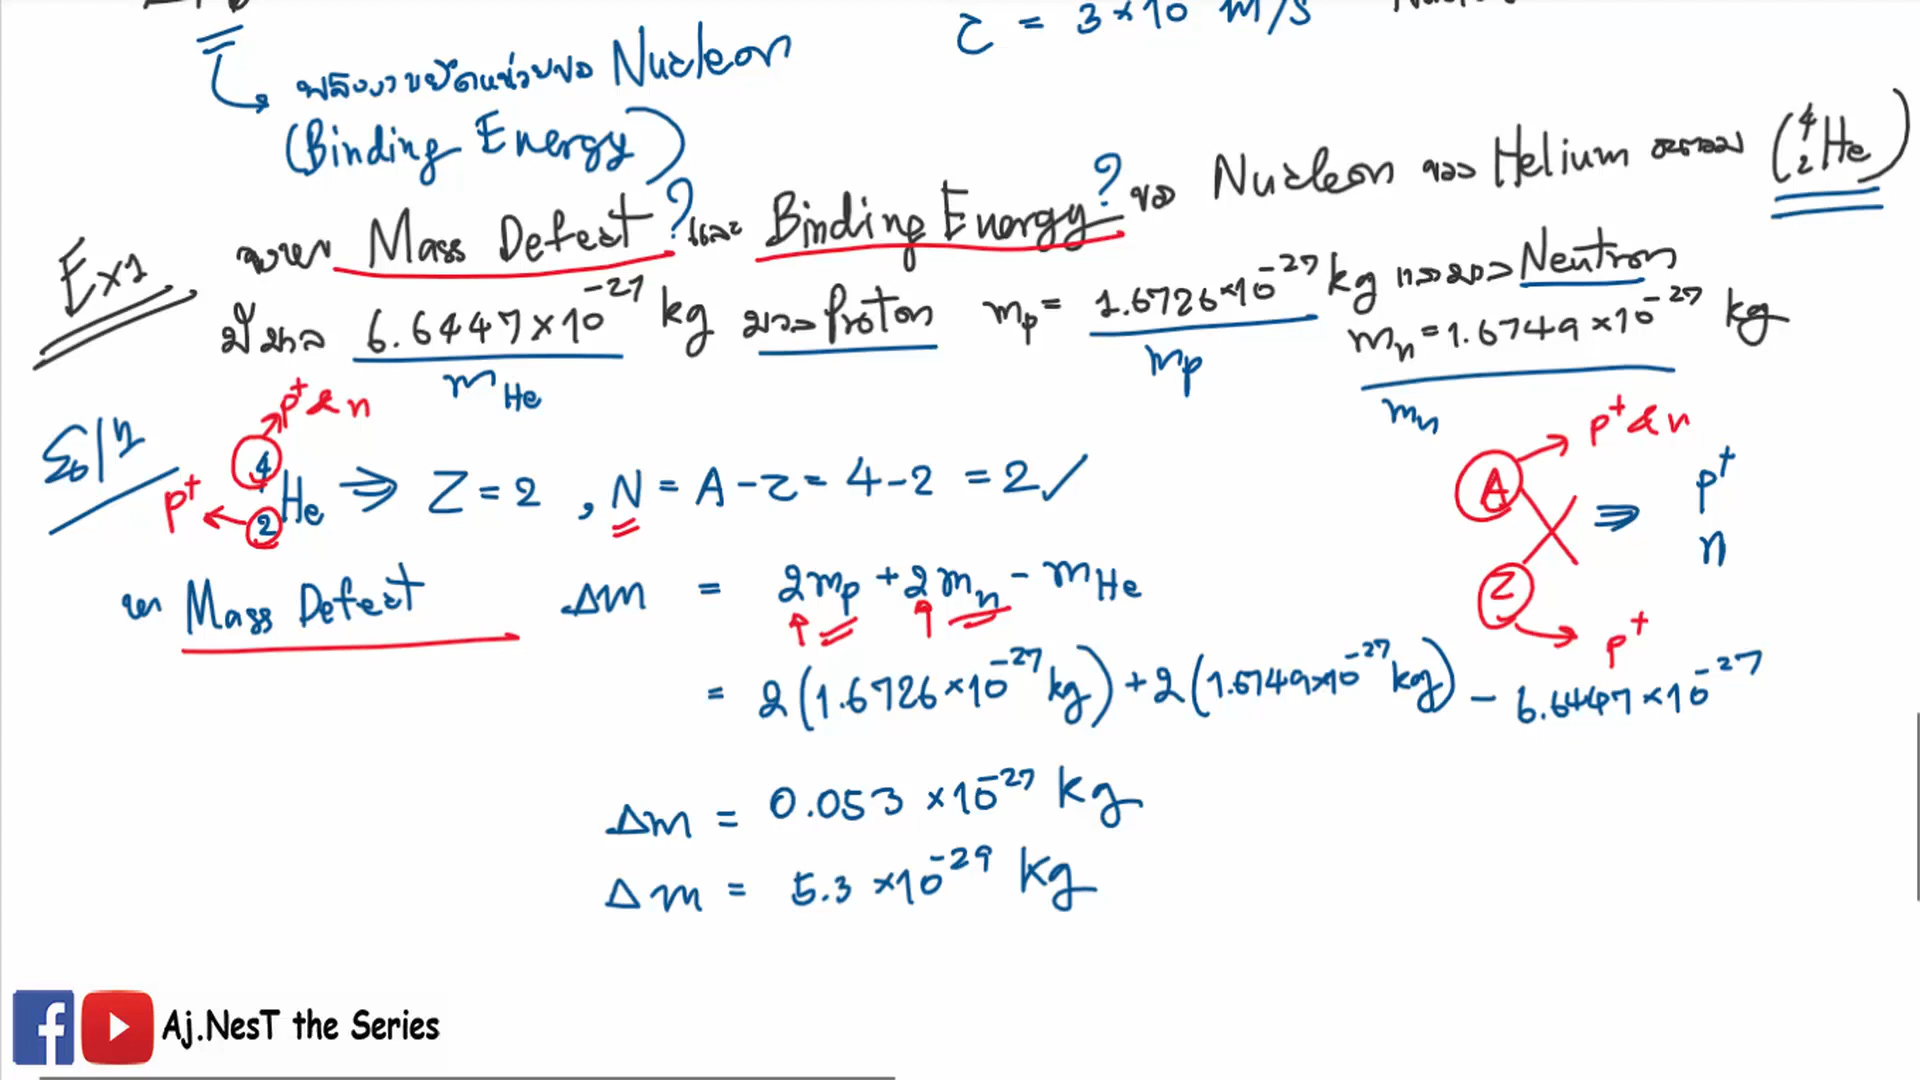 c = 3×10 m/s
พลังงานยึดเหนี่ยวของ Nucleon
(Binding Energy)
Ex1 จงหา Mass Defect? และ Binding Energy? ของ Nucleon ของ Helium อะตอม (⁴₂He)
มีมวล 6.6447×10⁻²⁷ kg มวล Proton mₚ = 1.6726×10⁻²⁷ kg และมวล Neutron
mₙ = 1.6749×10⁻²⁷ kg
m_He mₚ mₙ
วิธีทำ ⁴₂He ⇒ Z = 2 , N = A - Z = 4 - 2 = 2 ✓
p⁺ & n
p⁺
A → p⁺ & n
Z → p⁺
⇒ p⁺
n
หา Mass Defect Δm = 2mₚ + 2mₙ - m_He
= 2(1.6726×10⁻²⁷ kg) + 2(1.6749×10⁻²⁷ kg) - 6.6447×10⁻²⁷
Δm = 0.053 ×10⁻²⁷ kg
Δm = 5.3 ×10⁻²⁹ kg
Aj.NesT the Series